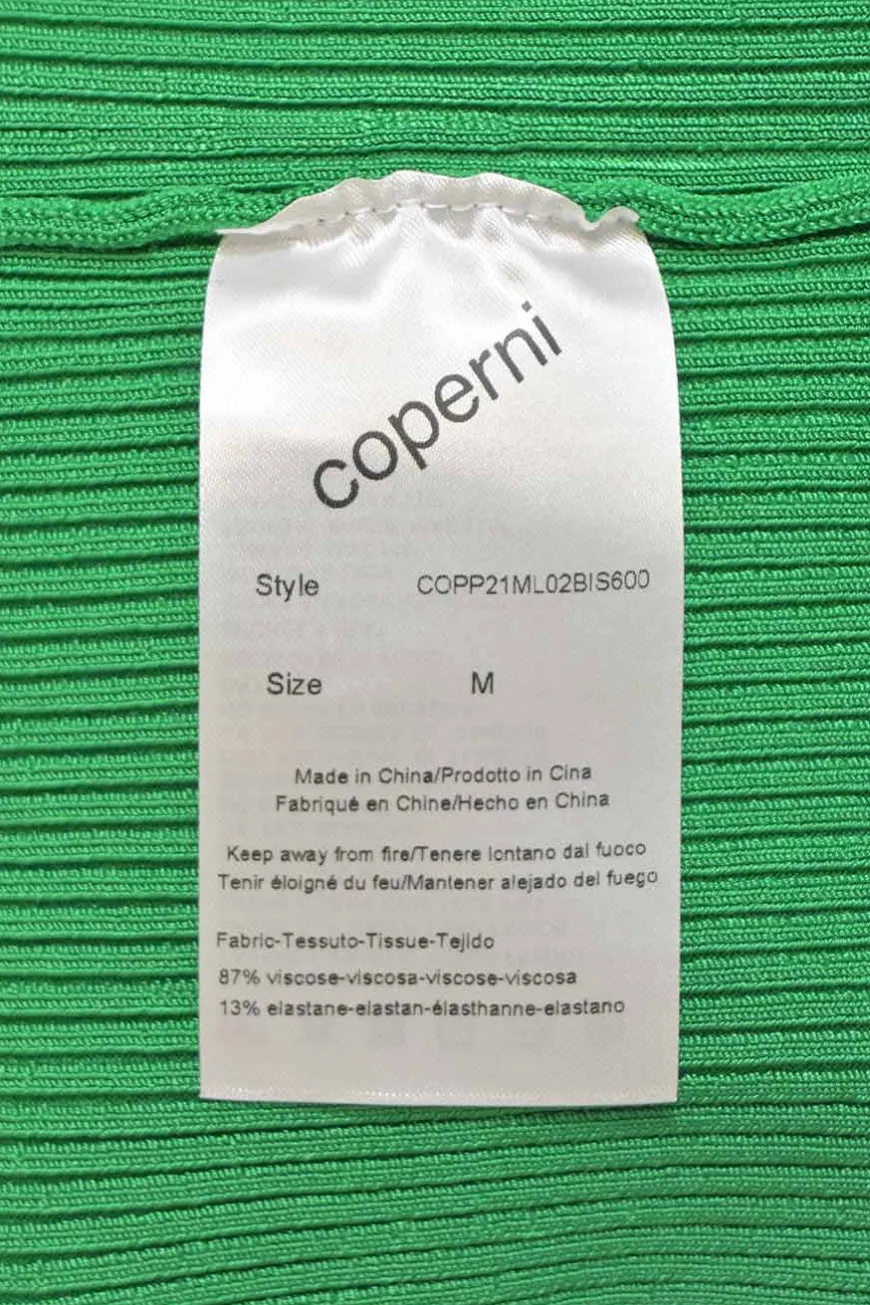 coperni
Style COPP21ML02BIS600
Size M
Made in China/Prodotto in Cina
Fabriqué en Chine/Hecho en China
Keep away from fire/Tenere lontano dal fuoco
Tenir éloigné du feu/Mantener alejado del fuego
Fabric-Tessuto-Tissue-Tejido
87% viscose-viscosa-viscose-viscosa
13% elastane-elastan-élasthanne-elastano